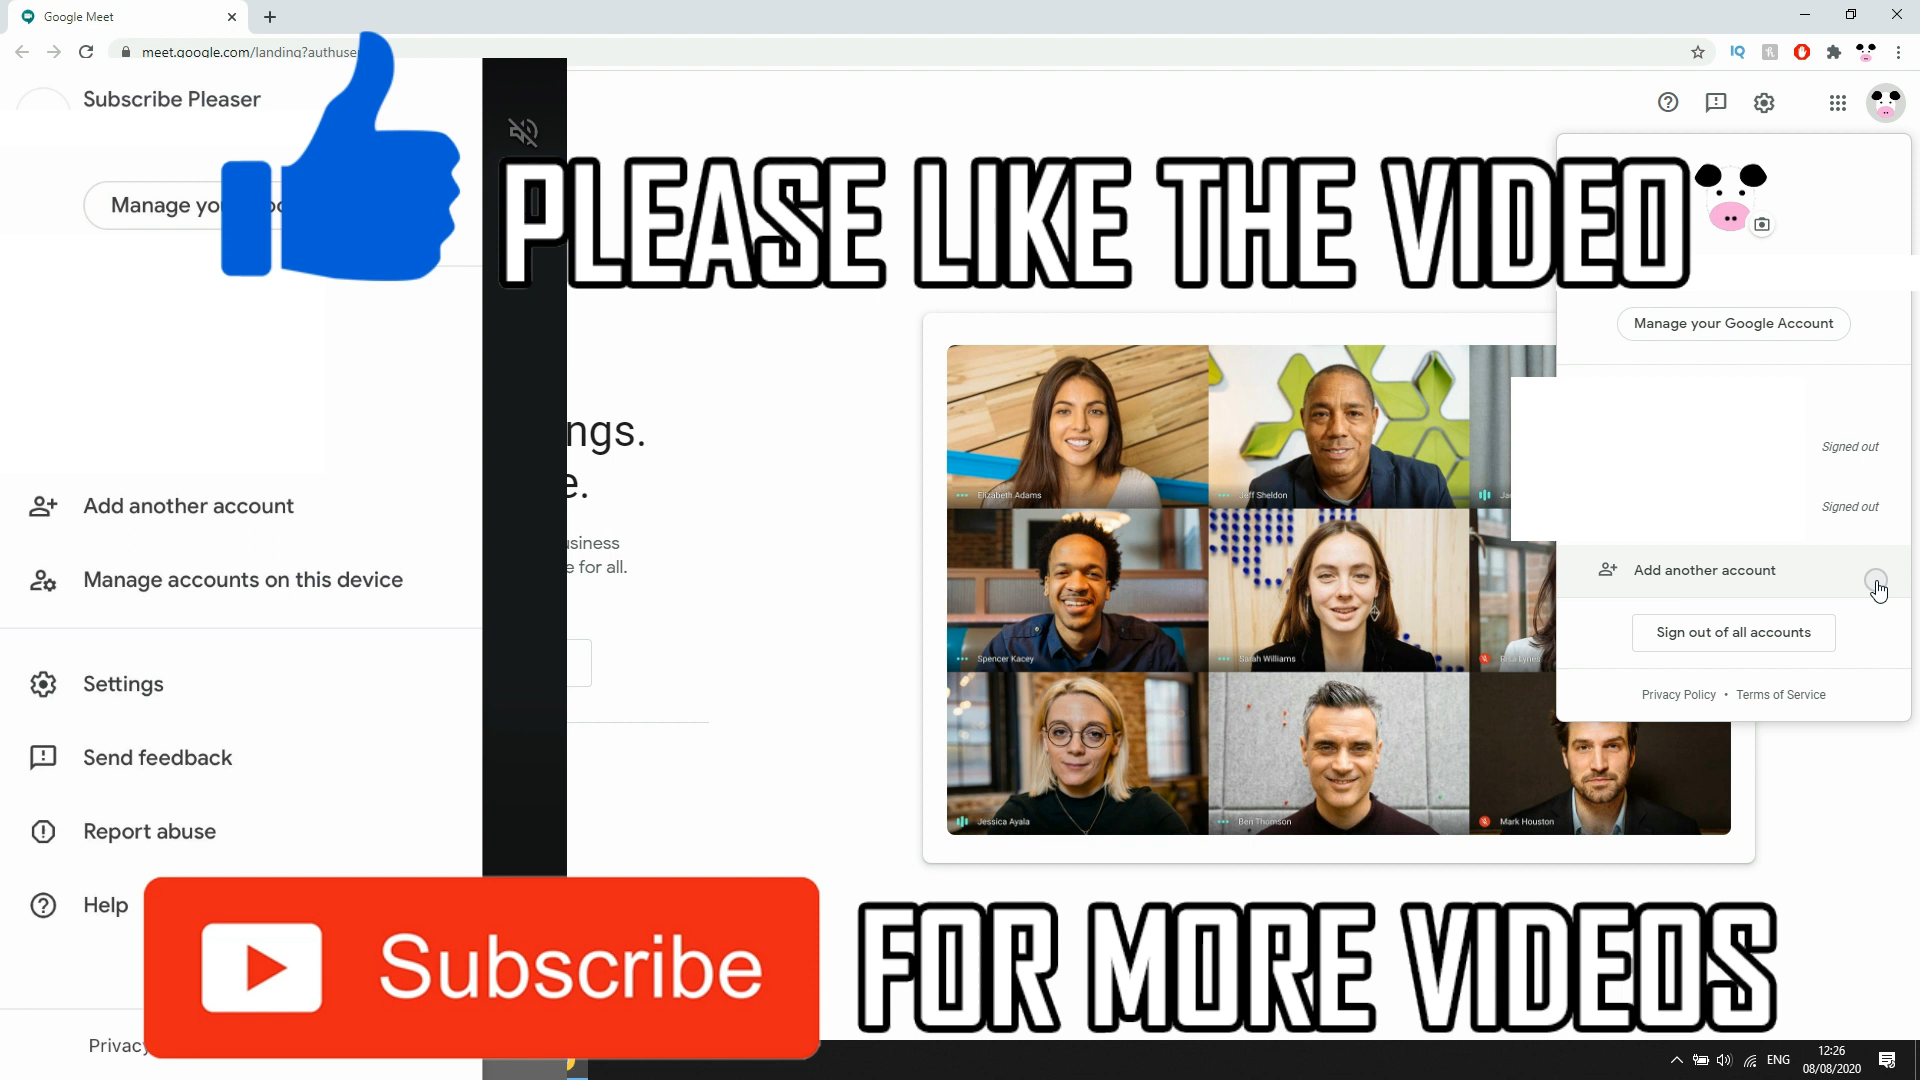 Google Meet
meet.google.com/landing?authuse
Subscribe Pleaser
Manage
PLEASE LIKE THE VIDEO
Manage your Google Account
ngs.
e.
usiness
e for all.
Elizabeth Adams
Jeff Sheldon
Spencer Kacey
Sarah Williams
Jessica Ayala
Ben Thomson
Mark Houston
Signed out
Signed out
Add another account
Sign out of all accounts
Privacy Policy • Terms of Service
Add another account
Manage accounts on this device
Settings
Send feedback
Report abuse
Help
Privacy
Subscribe
FOR MORE VIDEOS
ENG
12:26
08/08/2020